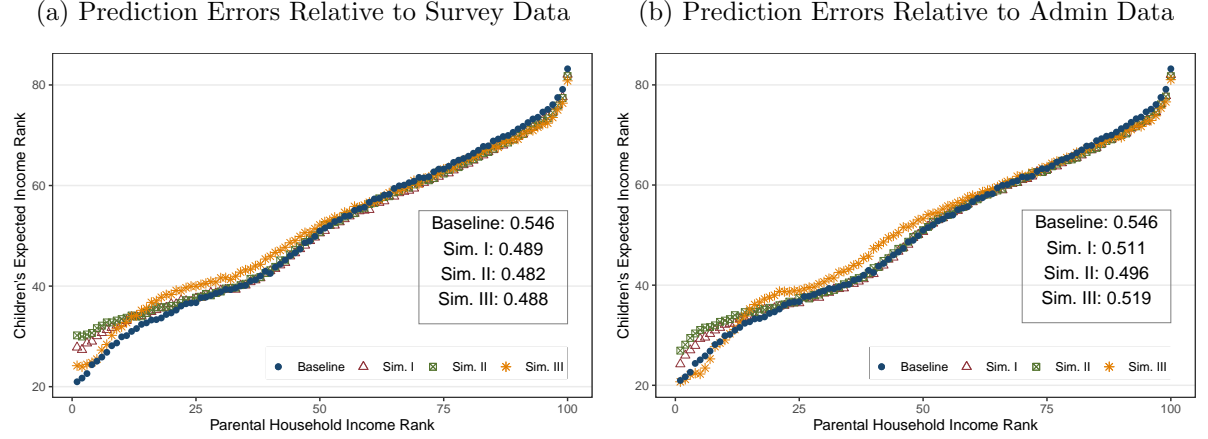 (a) Prediction Errors Relative to Survey Data
80
60
40
20
Children's Expected Income Rank
Baseline: 0.546
Sim. I: 0.489
Sim. II: 0.482
Sim. III: 0.488
Baseline Sim. I Sim. II Sim. III
0 25 50 75 100
Parental Household Income Rank
(b) Prediction Errors Relative to Admin Data
80
60
40
20
Children's Expected Income Rank
Baseline: 0.546
Sim. I: 0.511
Sim. II: 0.496
Sim. III: 0.519
Baseline Sim. I Sim. II Sim. III
0 25 50 75 100
Parental Household Income Rank